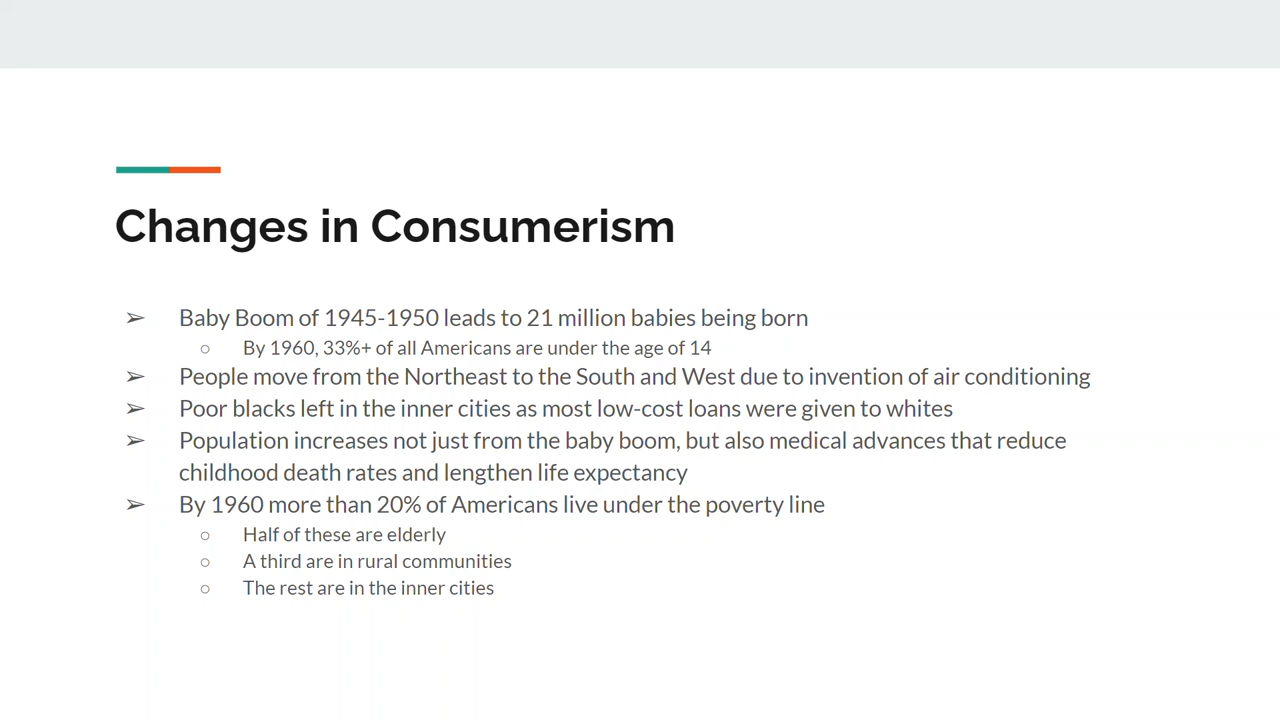 Changes in Consumerism
➢ Baby Boom of 1945-1950 leads to 21 million babies being born
○ By 1960, 33%+ of all Americans are under the age of 14
➢ People move from the Northeast to the South and West due to invention of air conditioning
➢ Poor blacks left in the inner cities as most low-cost loans were given to whites
➢ Population increases not just from the baby boom, but also medical advances that reduce
childhood death rates and lengthen life expectancy
➢ By 1960 more than 20% of Americans live under the poverty line
○ Half of these are elderly
○ A third are in rural communities
○ The rest are in the inner cities